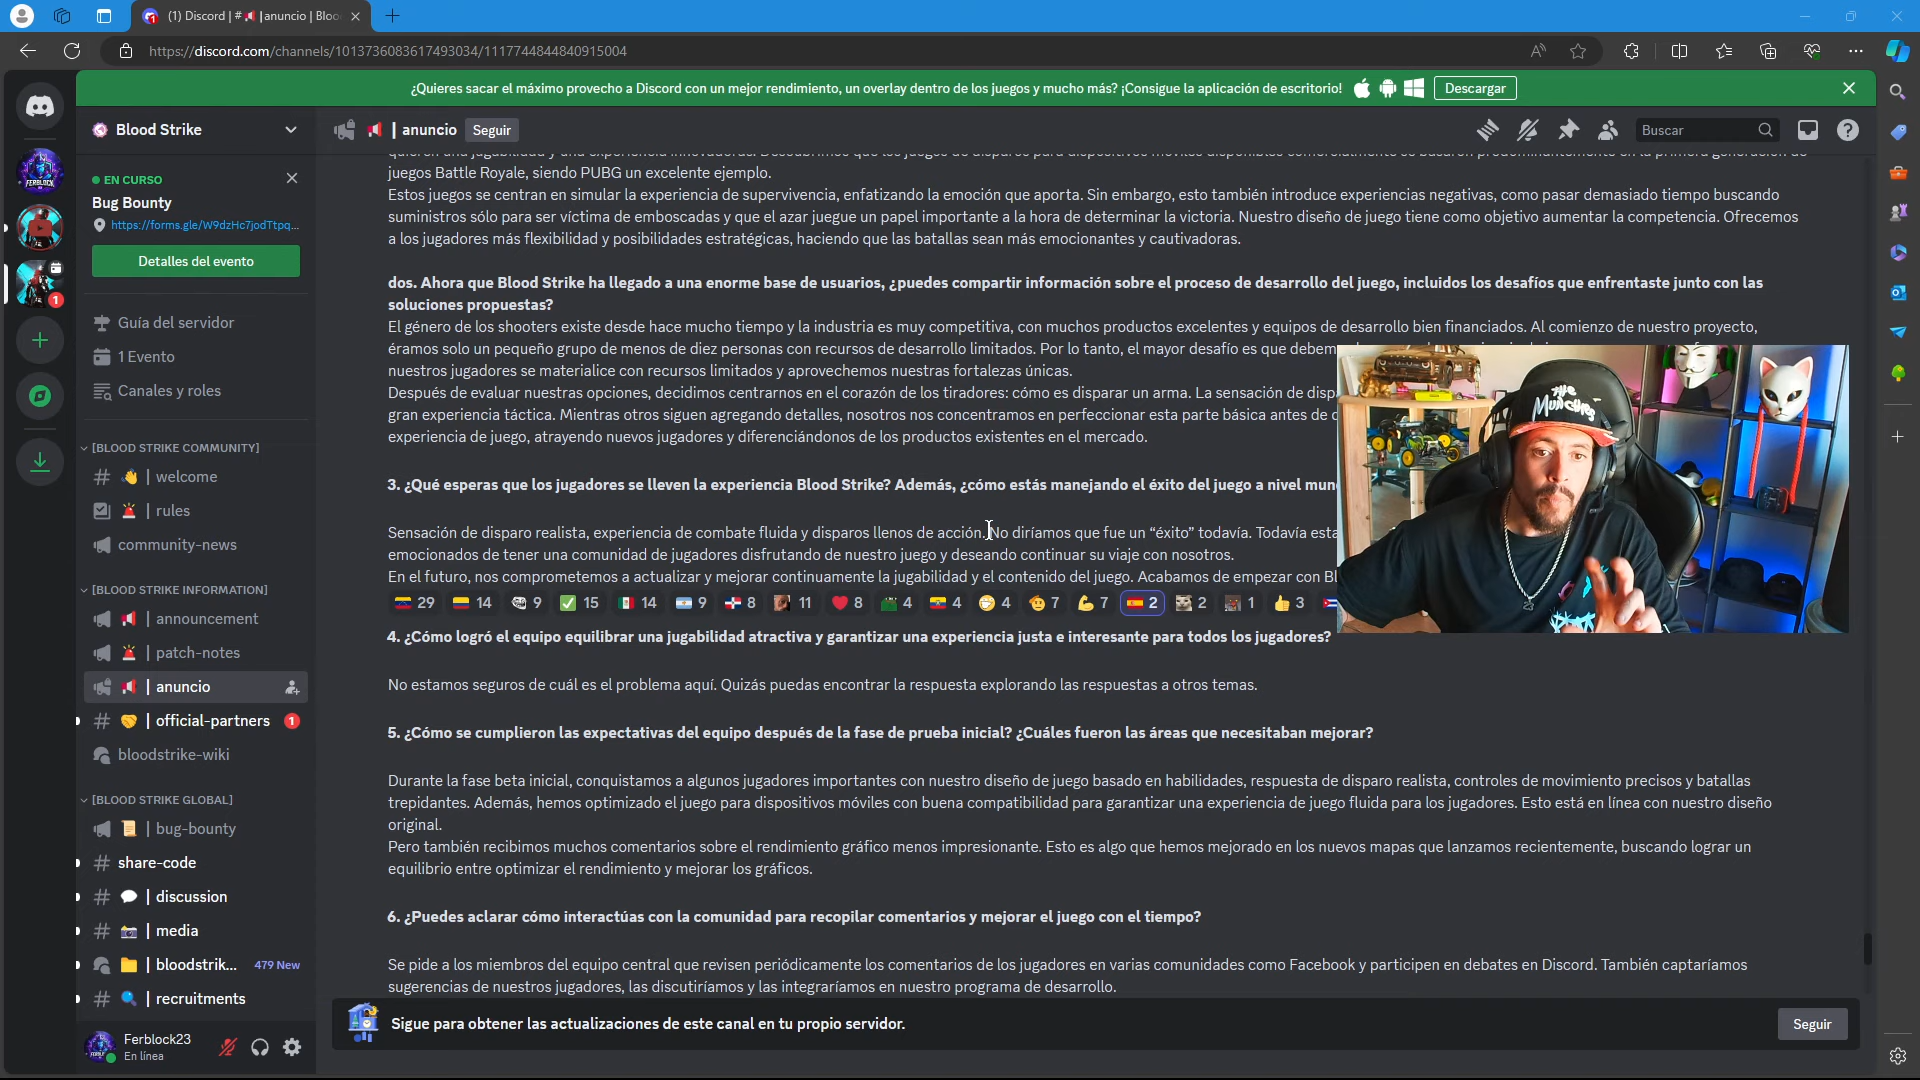 (1) Discord | # | anuncio | Bloo
https://discord.com/channels/1013736083617493034/1117744844840915004
¿Quieres sacar el máximo provecho a Discord con un mejor rendimiento, un overlay dentro de los juegos y mucho más? ¡Consigue la aplicación de escritorio!
Descargar
Blood Strike
| anuncio
Seguir
Buscar
EN CURSO
Bug Bounty
https://forms.gle/W9dzHc7jodTtpq...
Detalles del evento
Guía del servidor
1 Evento
Canales y roles
[BLOOD STRIKE COMMUNITY]
| welcome
| rules
community-news
[BLOOD STRIKE INFORMATION]
| announcement
| patch-notes
| anuncio
| official-partners 1
bloodstrike-wiki
[BLOOD STRIKE GLOBAL]
| bug-bounty
share-code
| discussion
| media
| bloodstrik... 479 New
| recruitments
Ferblock23
En línea
juegos Battle Royale, siendo PUBG un excelente ejemplo.
Estos juegos se centran en simular la experiencia de supervivencia, enfatizando la emoción que aporta. Sin embargo, esto también introduce experiencias negativas, como pasar demasiado tiempo buscando
suministros sólo para ser víctima de emboscadas y que el azar juegue un papel importante a la hora de determinar la victoria. Nuestro diseño de juego tiene como objetivo aumentar la competencia. Ofrecemos
a los jugadores más flexibilidad y posibilidades estratégicas, haciendo que las batallas sean más emocionantes y cautivadoras.
dos. Ahora que Blood Strike ha llegado a una enorme base de usuarios, ¿puedes compartir información sobre el proceso de desarrollo del juego, incluidos los desafíos que enfrentaste junto con las
soluciones propuestas?
El género de los shooters existe desde hace mucho tiempo y la industria es muy competitiva, con muchos productos excelentes y equipos de desarrollo bien financiados. Al comienzo de nuestro proyecto,
éramos solo un pequeño grupo de menos de diez personas con recursos de desarrollo limitados. Por lo tanto, el mayor desafío es que debem
nuestros jugadores se materialice con recursos limitados y aprovechemos nuestras fortalezas únicas.
Después de evaluar nuestras opciones, decidimos centrarnos en el corazón de los tiradores: cómo es disparar un arma. La sensación de disp
gran experiencia táctica. Mientras otros siguen agregando detalles, nosotros nos concentramos en perfeccionar esta parte básica antes de
experiencia de juego, atrayendo nuevos jugadores y diferenciándonos de los productos existentes en el mercado.
3. ¿Qué esperas que los jugadores se lleven la experiencia Blood Strike? Además, ¿cómo estás manejando el éxito del juego a nivel mun
Sensación de disparo realista, experiencia de combate fluida y disparos llenos de acción. No diríamos que fue un “éxito” todavía. Todavía esta
emocionados de tener una comunidad de jugadores disfrutando de nuestro juego y deseando continuar su viaje con nosotros.
En el futuro, nos comprometemos a actualizar y mejorar continuamente la jugabilidad y el contenido del juego. Acabamos de empezar con Bl
29 14 9 15 14 9 8 11 8 4 4 4 7 7 2 2 1 3
4. ¿Cómo logró el equipo equilibrar una jugabilidad atractiva y garantizar una experiencia justa e interesante para todos los jugadores?
No estamos seguros de cuál es el problema aquí. Quizás puedas encontrar la respuesta explorando las respuestas a otros temas.
5. ¿Cómo se cumplieron las expectativas del equipo después de la fase de prueba inicial? ¿Cuáles fueron las áreas que necesitaban mejorar?
Durante la fase beta inicial, conquistamos a algunos jugadores importantes con nuestro diseño de juego basado en habilidades, respuesta de disparo realista, controles de movimiento precisos y batallas
trepidantes. Además, hemos optimizado el juego para dispositivos móviles con buena compatibilidad para garantizar una experiencia de juego fluida para los jugadores. Esto está en línea con nuestro diseño
original.
Pero también recibimos muchos comentarios sobre el rendimiento gráfico menos impresionante. Esto es algo que hemos mejorado en los nuevos mapas que lanzamos recientemente, buscando lograr un
equilibrio entre optimizar el rendimiento y mejorar los gráficos.
6. ¿Puedes aclarar cómo interactúas con la comunidad para recopilar comentarios y mejorar el juego con el tiempo?
Se pide a los miembros del equipo central que revisen periódicamente los comentarios de los jugadores en varias comunidades como Facebook y participen en debates en Discord. También captaríamos
sugerencias de nuestros jugadores, las discutiríamos y las integraríamos en nuestro programa de desarrollo.
Sigue para obtener las actualizaciones de este canal en tu propio servidor.
Seguir
THE MUNCHIES